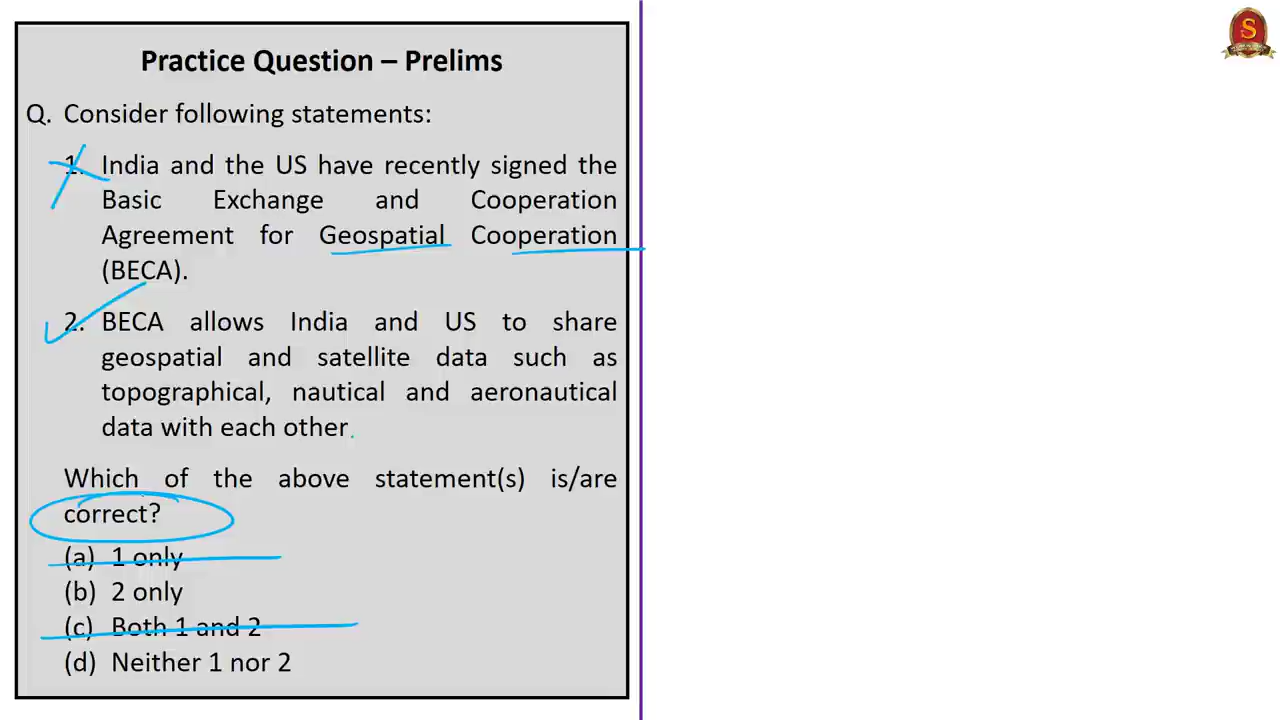 Practice Question – Prelims
Q. Consider following statements:
1. India and the US have recently signed the
Basic Exchange and Cooperation
Agreement for Geospatial Cooperation
(BECA).
2. BECA allows India and US to share
geospatial and satellite data such as
topographical, nautical and aeronautical
data with each other.
Which of the above statement(s) is/are
correct?
(a) 1 only
(b) 2 only
(c) Both 1 and 2
(d) Neither 1 nor 2
S